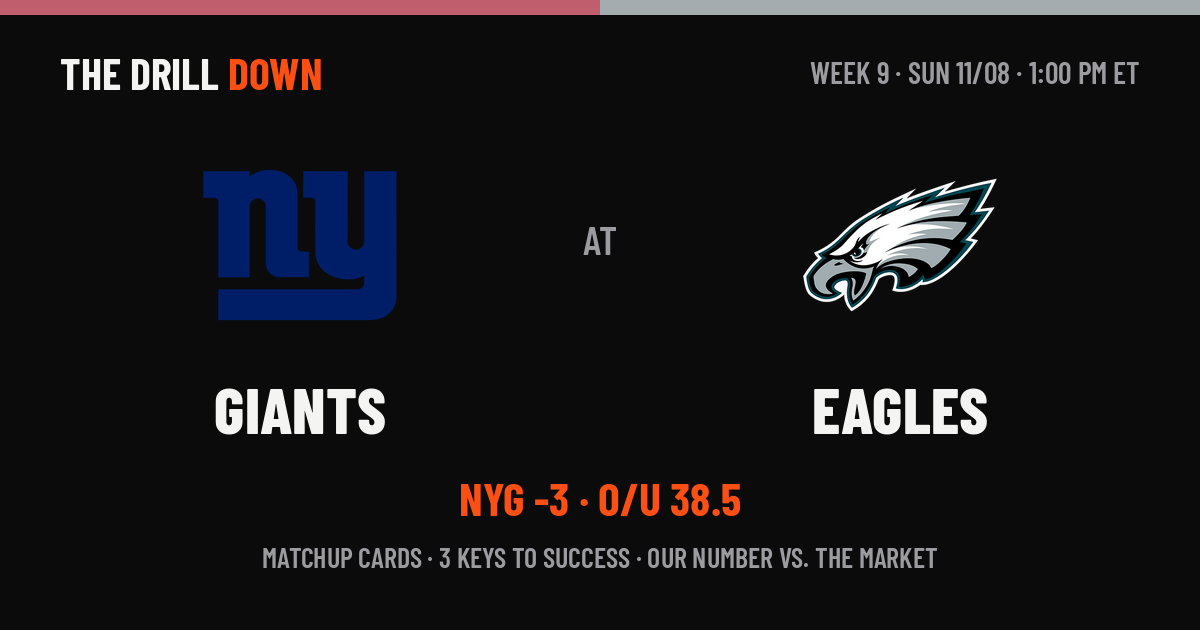 THE DRILL DOWN
WEEK 9 · SUN 11/08 · 1:00 PM ET
ny
AT
GIANTS
EAGLES
NYG -3 · O/U 38.5
MATCHUP CARDS · 3 KEYS TO SUCCESS · OUR NUMBER VS. THE MARKET